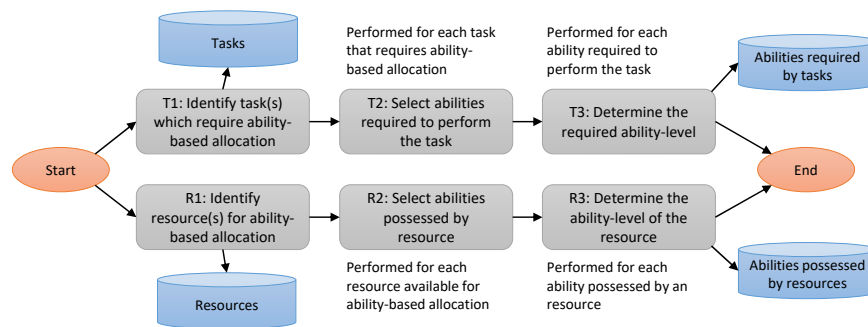 Tasks
Performed for each task
that requires ability-
based allocation
Performed for each
ability required to
perform the task
Abilities required
by tasks
T1: Identify task(s)
which require ability-
based allocation
T2: Select abilities
required to perform
the task
T3: Determine the
required ability-level
Start
End
R1: Identify
resource(s) for ability-
based allocation
R2: Select abilities
possessed by
resource
R3: Determine the
ability-level of the
resource
Resources
Performed for each
resource available for
ability-based allocation
Performed for each
ability possessed by an
resource
Abilities possessed
by resources